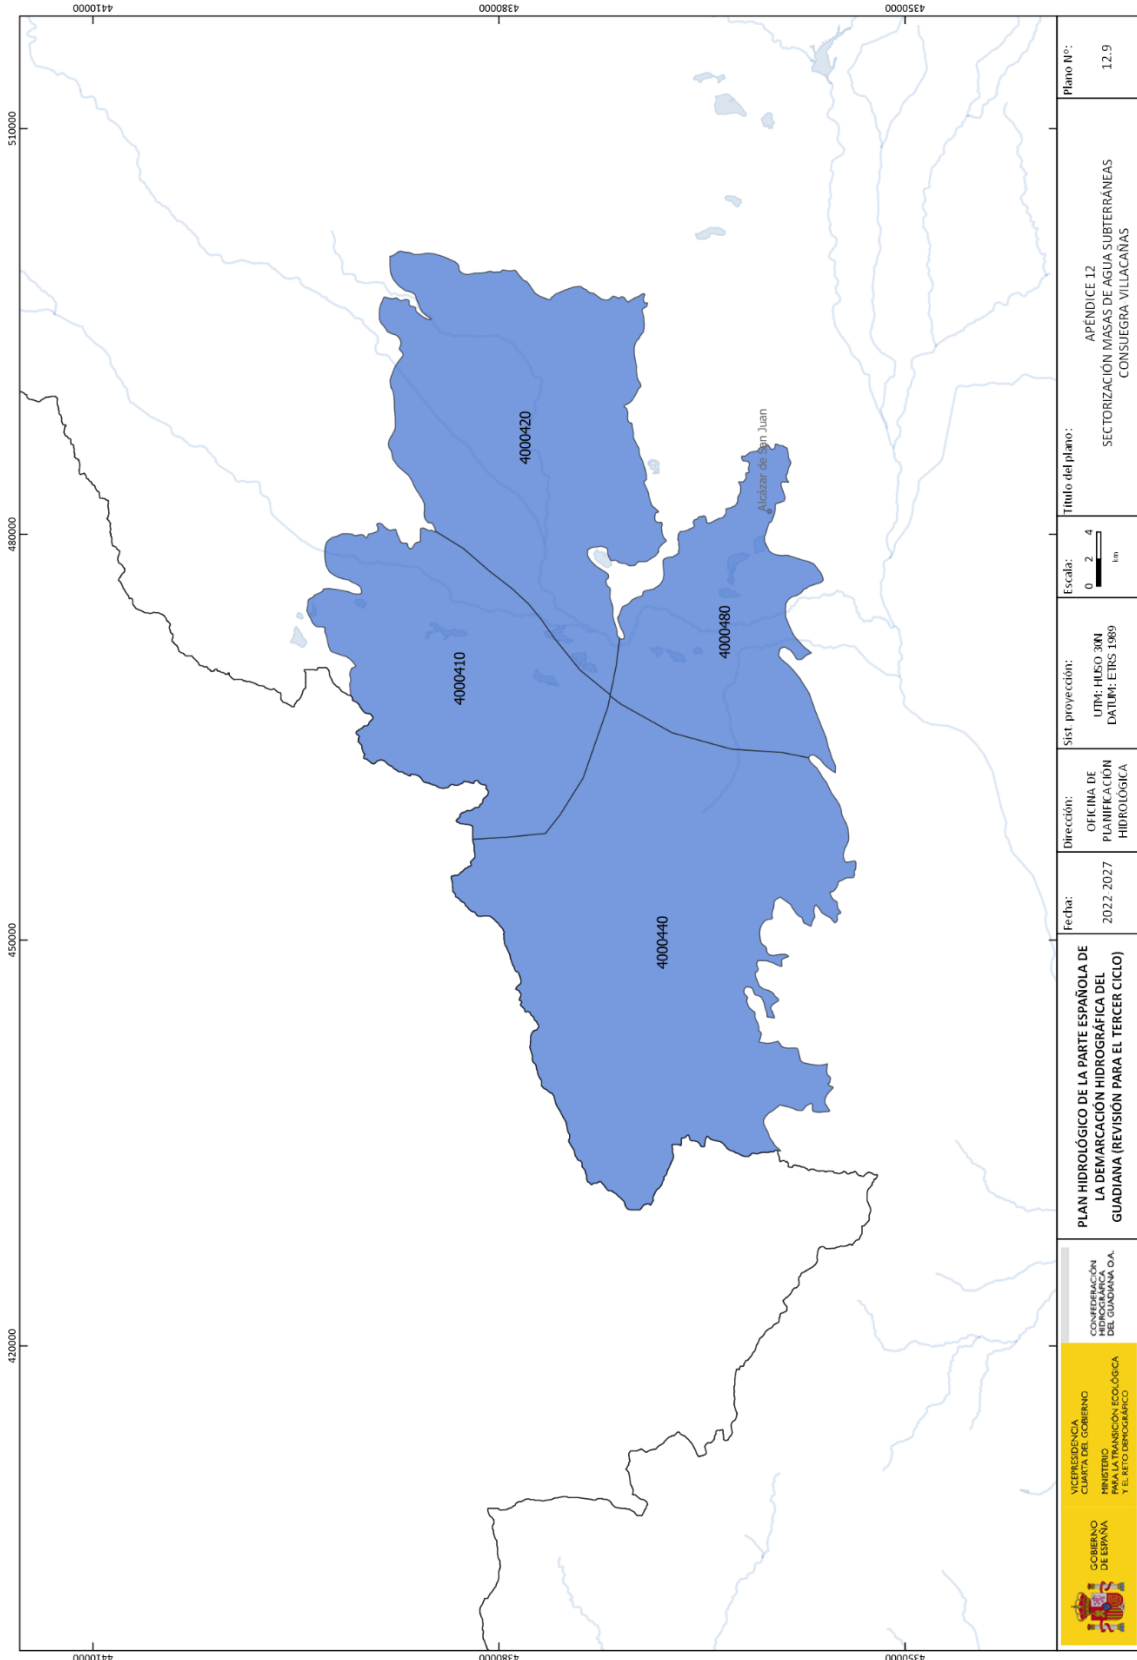 420000
450000
480000
510000
4410000
4410000
4380000
4380000
4350000
4350000
4000410
4000420
4000440
4000480
Alcázar de San Juan
GOBIERNO
DE ESPAÑA
VICEPRESIDENCIA
CUARTA DEL GOBIERNO
MINISTERIO
PARA LA TRANSICIÓN ECOLÓGICA
Y EL RETO DEMOGRÁFICO
CONFEDERACIÓN
HIDROGRÁFICA
DEL GUADIANA O.A.
PLAN HIDROLÓGICO DE LA PARTE ESPAÑOLA DE
LA DEMARCACIÓN HIDROGRÁFICA DEL
GUADIANA (REVISIÓN PARA EL TERCER CICLO)
Fecha:
2022-2027
Dirección:
OFICINA DE
PLANIFICACIÓN
HIDROLÓGICA
Sist. proyección:
UTM: HUSO 30N
DATUM: ETRS 1989
Escala:
0 2 4
km
Título del plano:
APÉNDICE 12
SECTORIZACIÓN MASAS DE AGUA SUBTERRÁNEAS
CONSUEGRA VILLACAÑAS
Plano Nº:
12.9